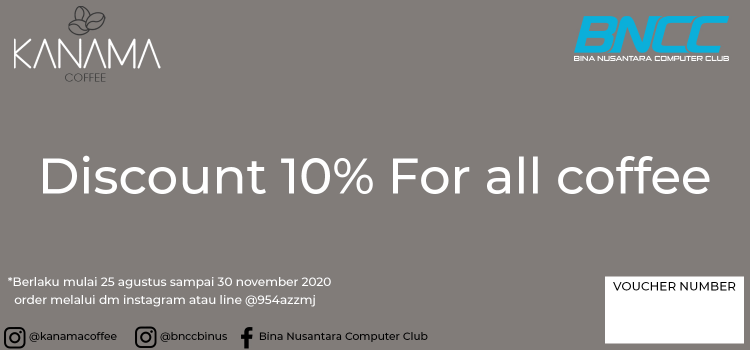 KANAMA
COFFEE
BNCC
BINA NUSANTARA COMPUTER CLUB
Discount 10% For all coffee
*Berlaku mulai 25 agustus sampai 30 november 2020
order melalui dm instagram atau line @954azzmj
VOUCHER NUMBER
@kanamacoffee @bnccbinus Bina Nusantara Computer Club